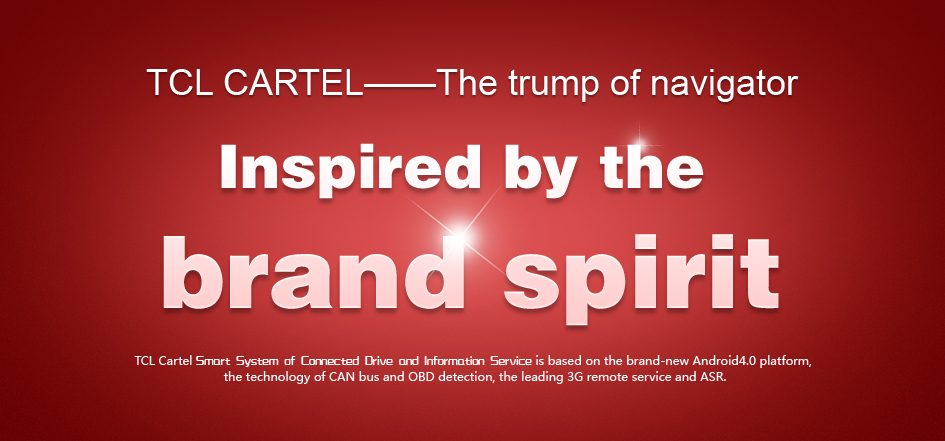 TCL CARTEL——The trump of navigator
Inspired by the
brand spirit
TCL Cartel Smart System of Connected Drive and Information Service is based on the brand-new Android4.0 platform,
the technology of CAN bus and OBD detection, the leading 3G remote service and ASR.